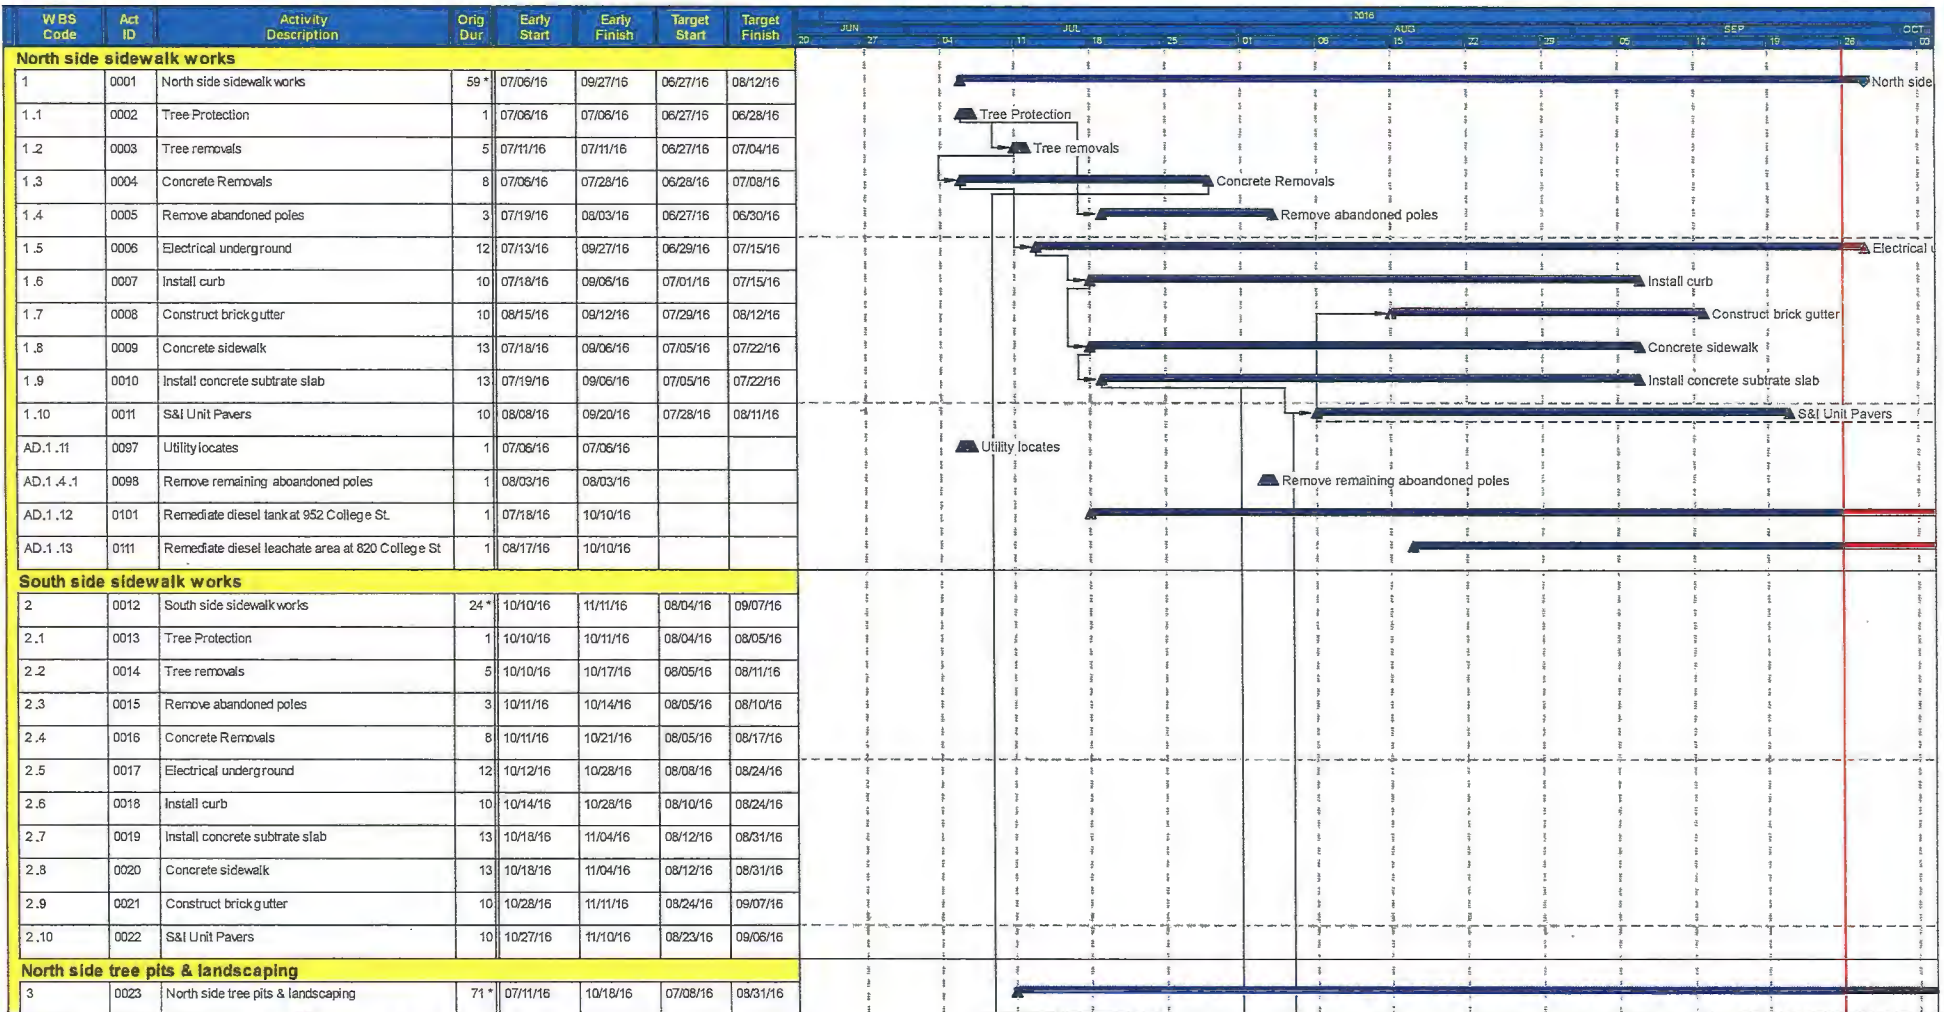 WBS Code Act ID Activity Description Orig Dur Early Start Early Finish Target Start Target Finish
2016
JUN JUL AUG SEP OCT
20 27 04 11 18 25 01 08 15 22 29 05 12 19 26 03
North side sidewalk works
1 0001 North side sidewalk works 59 * 07/06/16 09/27/16 06/27/16 08/12/16 North side
1.1 0002 Tree Protection 1 07/06/16 07/06/16 06/27/16 06/28/16 Tree Protection
1.2 0003 Tree removals 5 07/11/16 07/11/16 06/27/16 07/04/16 Tree removals
1.3 0004 Concrete Removals 8 07/06/16 07/28/16 06/28/16 07/08/16 Concrete Removals
1.4 0005 Remove abandoned poles 3 07/19/16 08/03/16 06/27/16 06/30/16 Remove abandoned poles
1.5 0006 Electrical underground 12 07/13/16 09/27/16 06/29/16 07/15/16 Electrical u
1.6 0007 Install curb 10 07/18/16 09/06/16 07/01/16 07/15/16 Install curb
1.7 0008 Construct brick gutter 10 08/15/16 09/12/16 07/29/16 08/12/16 Construct brick gutter
1.8 0009 Concrete sidewalk 13 07/18/16 09/06/16 07/05/16 07/22/16 Concrete sidewalk
1.9 0010 Install concrete subtrate slab 13 07/19/16 09/06/16 07/05/16 07/22/16 Install concrete subtrate slab
1.10 0011 S&I Unit Pavers 10 08/08/16 09/20/16 07/28/16 08/11/16 S&I Unit Pavers
AD.1.11 0097 Utility locates 1 07/06/16 07/06/16 Utility locates
AD.1.4.1 0098 Remove remaining aboandoned poles 1 08/03/16 08/03/16 Remove remaining aboandoned poles
AD.1.12 0101 Remediate diesel tank at 952 College St. 1 07/18/16 10/10/16
AD.1.13 0111 Remediate diesel leachate area at 820 College St 1 08/17/16 10/10/16
South side sidewalk works
2 0012 South side sidewalk works 24 * 10/10/16 11/11/16 08/04/16 09/07/16
2.1 0013 Tree Protection 1 10/10/16 10/11/16 08/04/16 08/05/16
2.2 0014 Tree removals 5 10/10/16 10/17/16 08/05/16 08/11/16
2.3 0015 Remove abandoned poles 3 10/11/16 10/14/16 08/05/16 08/10/16
2.4 0016 Concrete Removals 8 10/11/16 10/21/16 08/05/16 08/17/16
2.5 0017 Electrical underground 12 10/12/16 10/28/16 08/08/16 08/24/16
2.6 0018 Install curb 10 10/14/16 10/28/16 08/10/16 08/24/16
2.7 0019 Install concrete subtrate slab 13 10/18/16 11/04/16 08/12/16 08/31/16
2.8 0020 Concrete sidewalk 13 10/18/16 11/04/16 08/12/16 08/31/16
2.9 0021 Construct brick gutter 10 10/28/16 11/11/16 08/24/16 09/07/16
2.10 0022 S&I Unit Pavers 10 10/27/16 11/10/16 08/23/16 09/06/16
North side tree pits & landscaping
3 0023 North side tree pits & landscaping 71 * 07/11/16 10/18/16 07/08/16 08/31/16